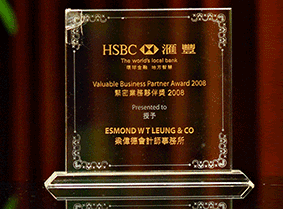 HSBC 滙豐
The world's local bank
環球金融 地方智慧
Valuable Business Partner Award 2008
緊密業務夥伴獎 2008
Presented to
授予
ESMOND W T LEUNG & CO
梁偉德會計師事務所